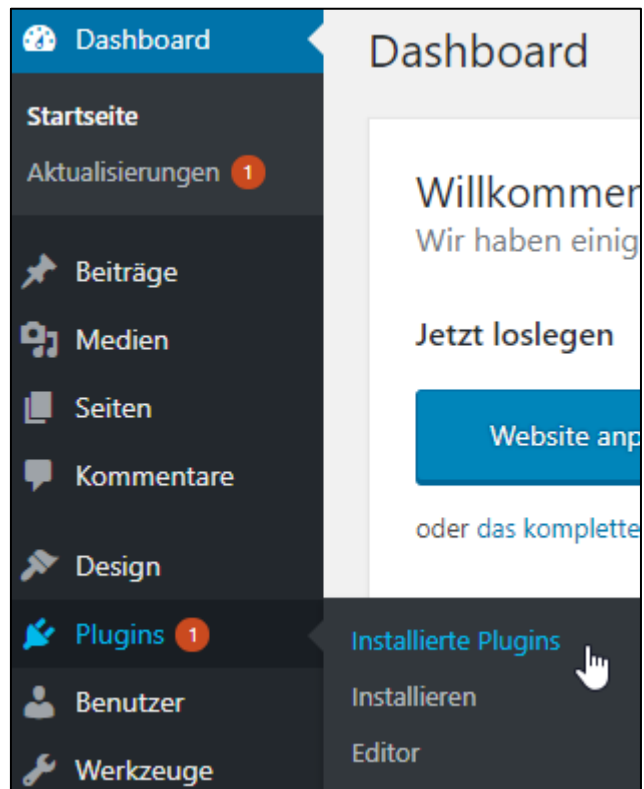 Dashboard
Startseite
Aktualisierungen 1
Beiträge
Medien
Seiten
Kommentare
Design
Plugins 1
Benutzer
Werkzeuge
Installierte Plugins
Installieren
Editor
Dashboard
Willkommen
Wir haben einig
Jetzt loslegen
Website anp
oder das komplette